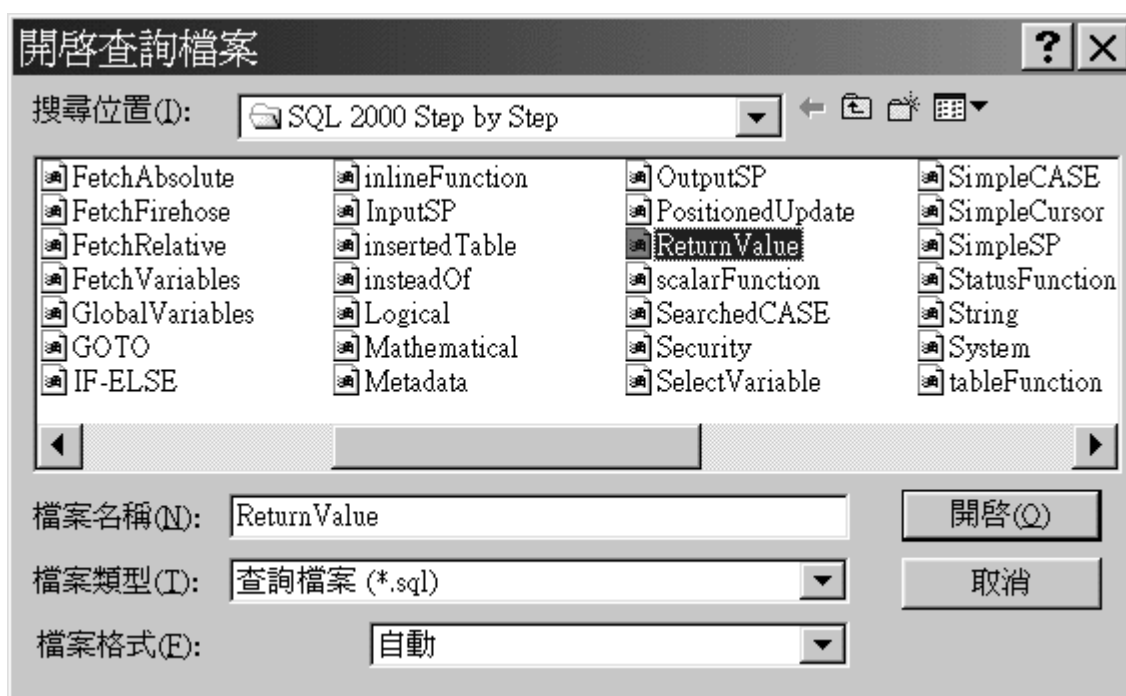 開啓查詢檔案
搜尋位置(I): SQL 2000 Step by Step
FetchAbsolute
FetchFirehose
FetchRelative
FetchVariables
GlobalVariables
GOTO
IF-ELSE
inlineFunction
InputSP
insertedTable
insteadOf
Logical
Mathematical
Metadata
OutputSP
PositionedUpdate
ReturnValue
scalarFunction
SearchedCASE
Security
SelectVariable
SimpleCASE
SimpleCursor
SimpleSP
StatusFunction
String
System
tableFunction
檔案名稱(N): ReturnValue 開啓(O)
檔案類型(T): 查詢檔案 (*.sql) 取消
檔案格式(F): 自動